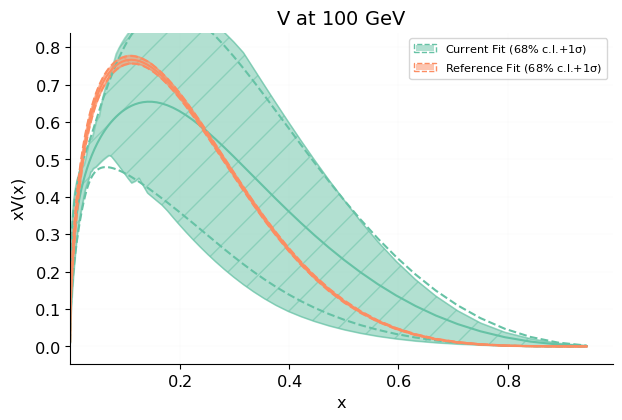 V at 100 GeV
Current Fit (68% c.l.+1σ)
Reference Fit (68% c.l.+1σ)
xV(x)
0.8
0.7
0.6
0.5
0.4
0.3
0.2
0.1
0.0
0.2 0.4 0.6 0.8
x